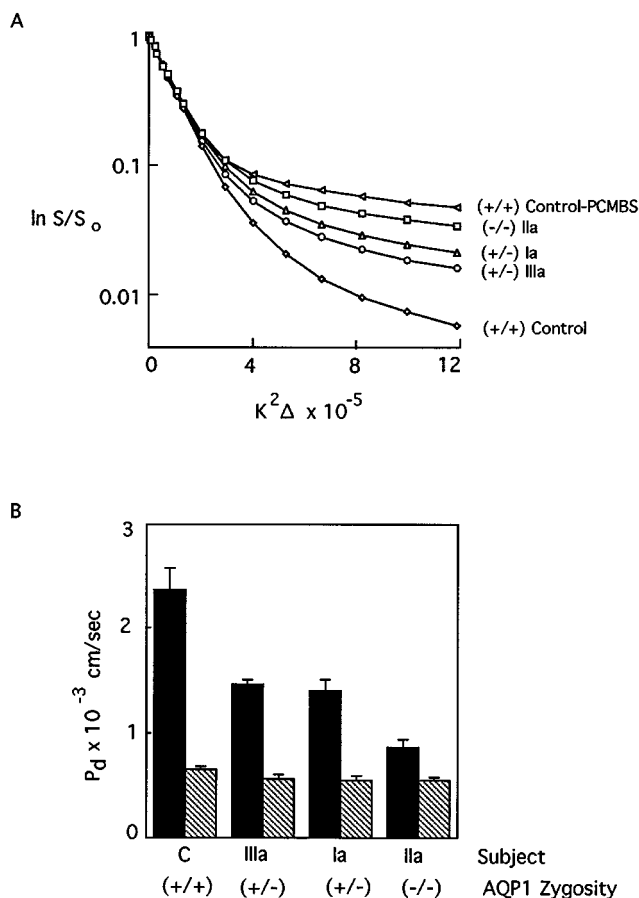 A
1
0.1
ln S/So
0.01
(+/+) Control-PCMBS
(-/-) IIa
(+/-) Ia
(+/-) IIIa
(+/+) Control
0 4 8 12
K²Δ x 10⁻⁵
B
3
2
1
0
Pd x 10⁻³ cm/sec
C IIIa Ia IIa Subject
(+/+) (+/-) (+/-) (-/-) AQP1 Zygosity